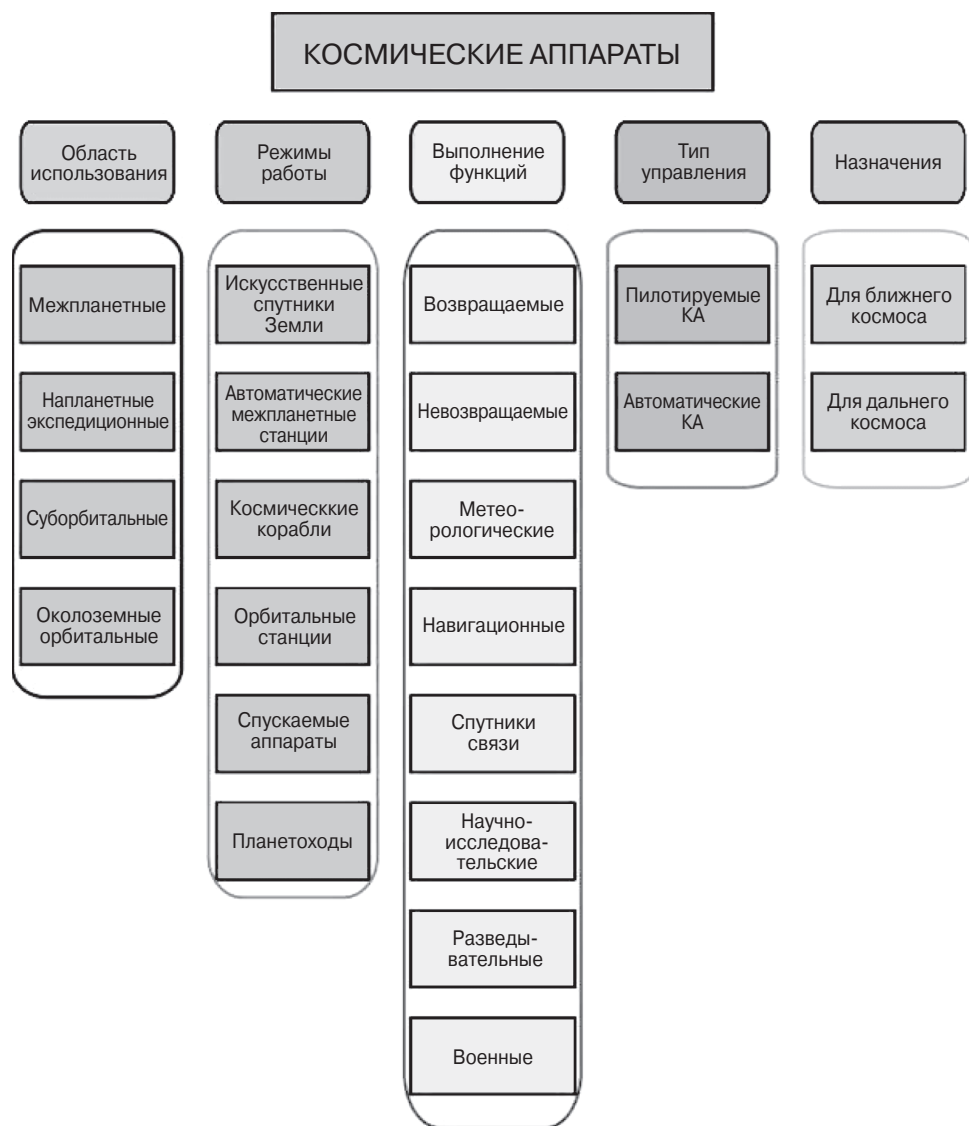 КОСМИЧЕСКИЕ АППАРАТЫ
Область
использования
Режимы
работы
Выполнение
функций
Тип
управления
Назначения
Межпланетные
Напланетные
экспедиционные
Суборбитальные
Околоземные
орбитальные
Искусственные
спутники
Земли
Автоматические
межпланетные
станции
Космическкие
корабли
Орбитальные
станции
Спускаемые
аппараты
Планетоходы
Возвращаемые
Невозвращаемые
Метео-
рологические
Навигационные
Спутники
связи
Научно-
исследова-
тельские
Разведы-
вательные
Военные
Пилотируемые
КА
Автоматические
КА
Для ближнего
космоса
Для дальнего
космоса